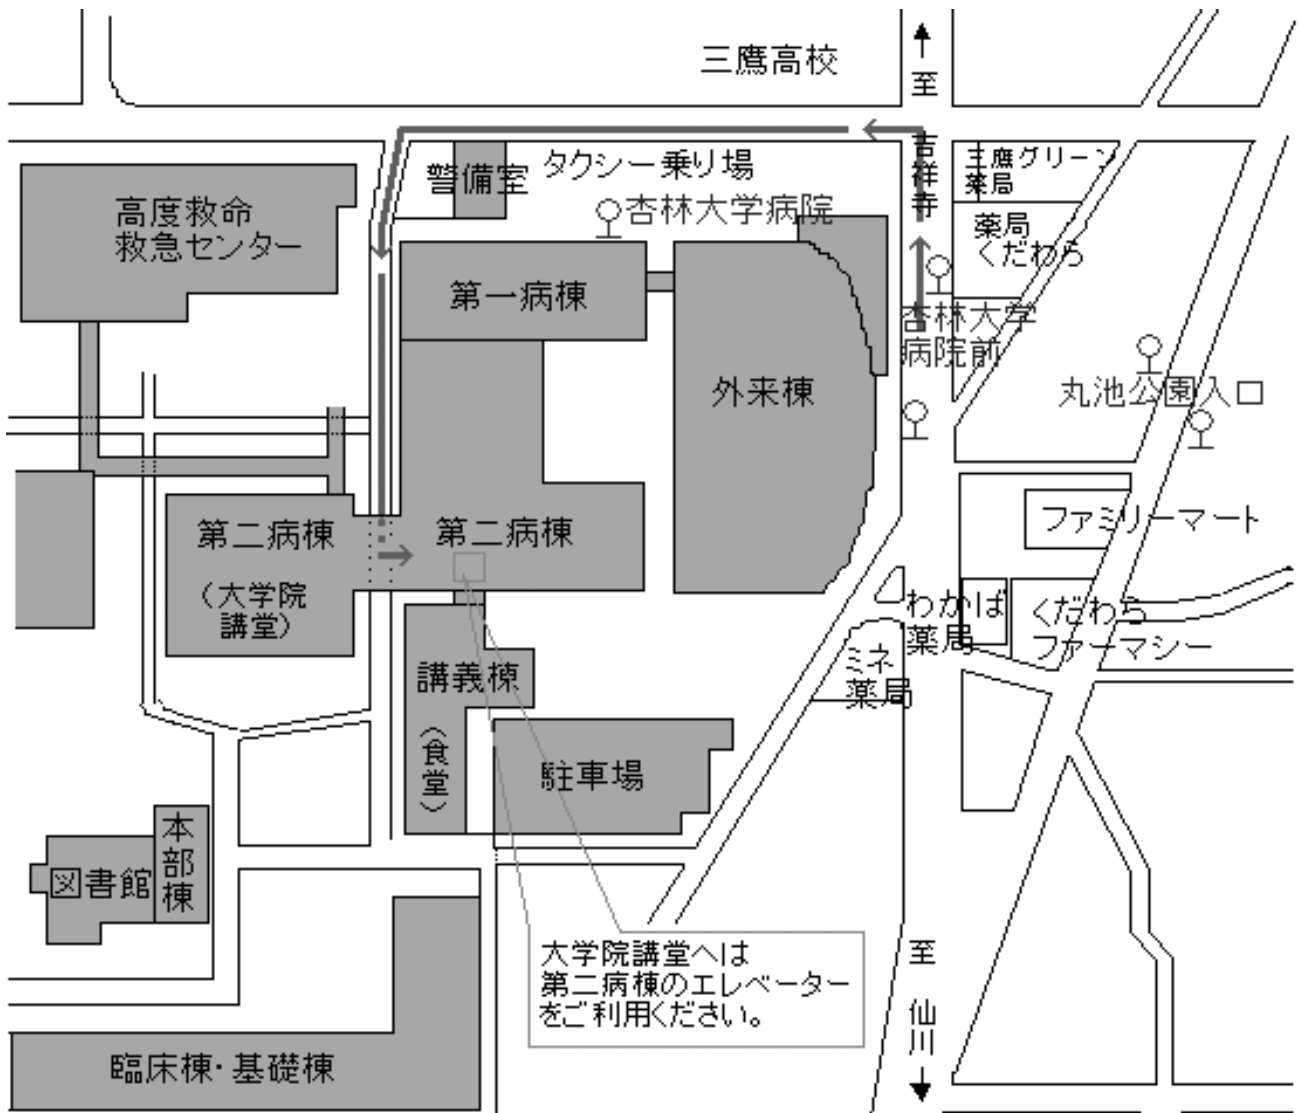 三鷹高校
至 吉祥寺
警備室
タクシー乗り場
三鷹グリーン
薬局
高度救命
救急センター
杏林大学病院
薬局
くだわら
第一病棟
杏林大学
病院前
外来棟
丸池公園入口
第二病棟
(大学院
講堂)
第二病棟
ファミリーマート
わかば
薬局
くだわら
ファーマシー
ミネ
薬局
講義棟
(食堂)
駐車場
本部棟
図書館
大学院講堂へは
第二病棟のエレベーター
をご利用ください。
至 仙川
臨床棟・基礎棟